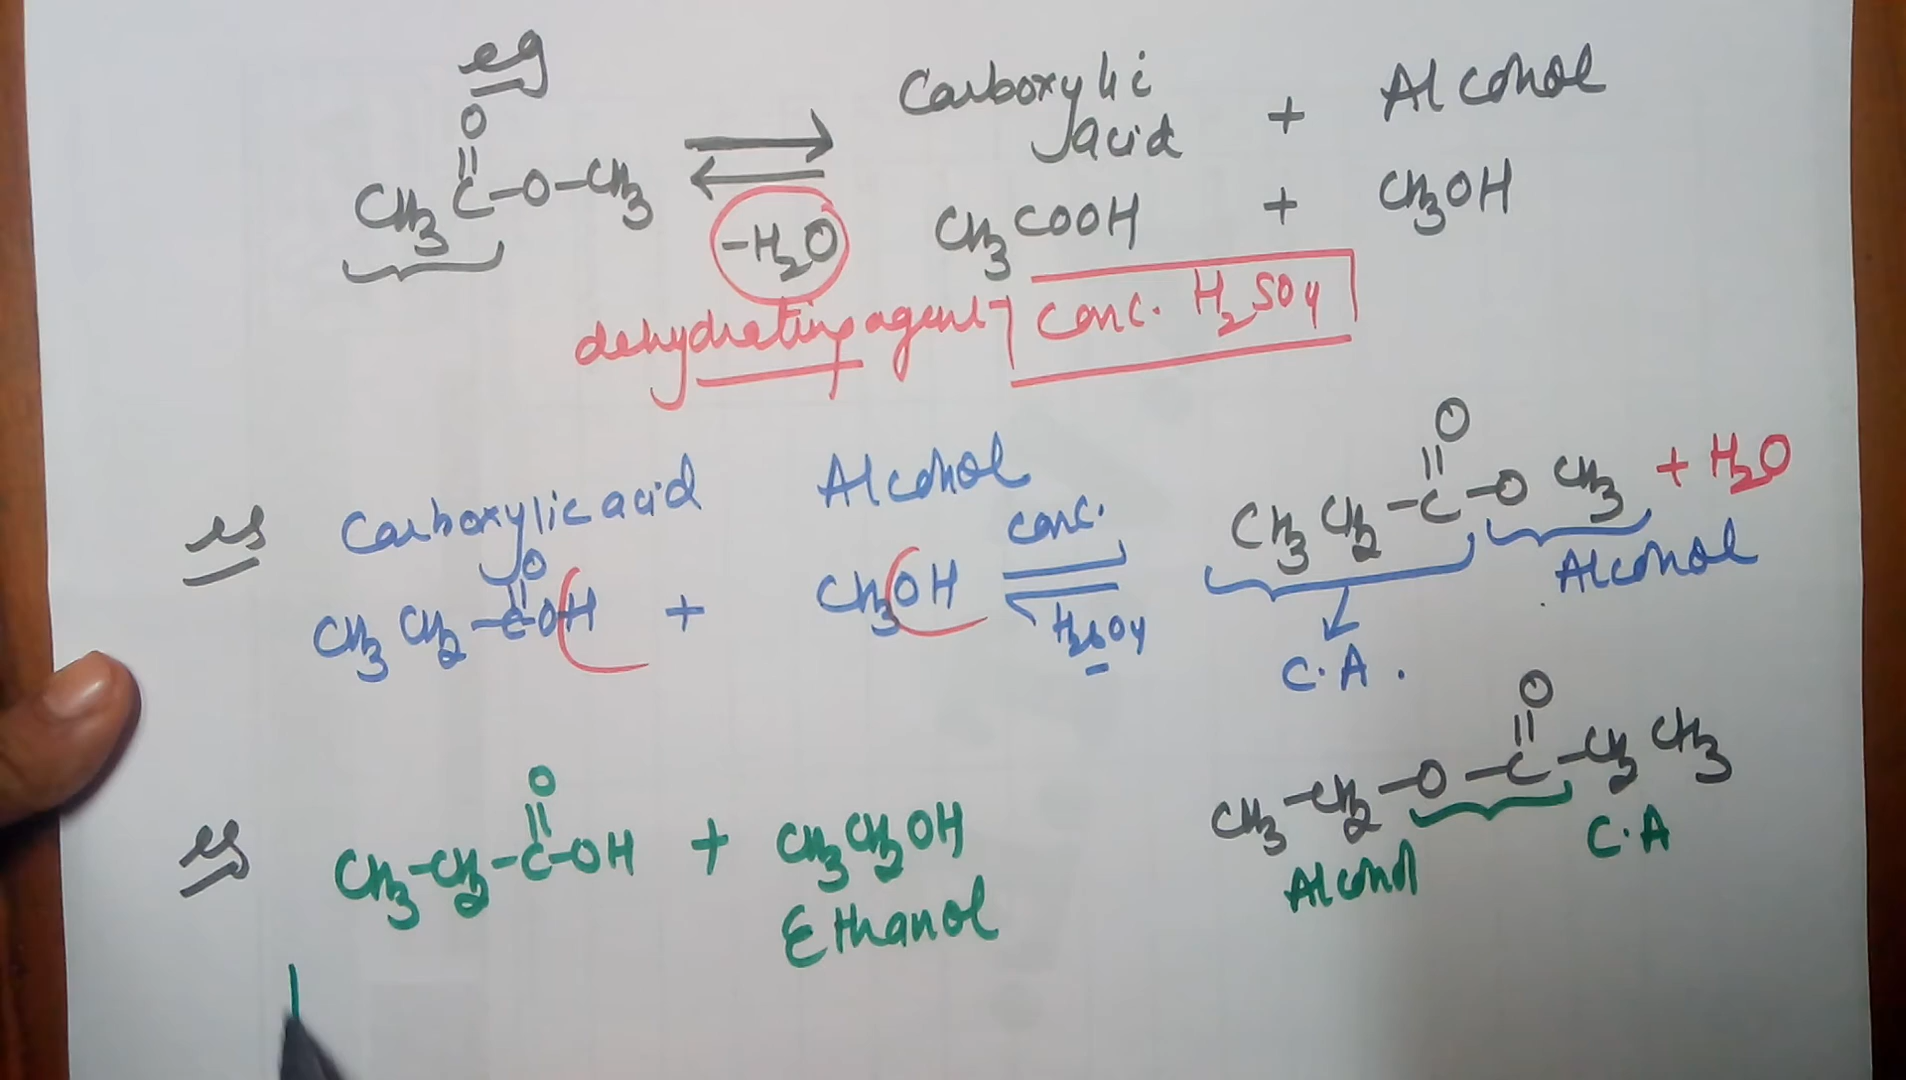 eg
O
||
CH3 C-O-CH3 ⇌ Carboxylic acid + Alcohol
-H2O CH3COOH + CH3OH
dehydrating agent conc. H2SO4
eg Carboxylic acid Alcohol conc.
O
||
CH3 CH2-C-OH + CH3OH ⇌ H2SO4
O
||
CH3 CH2-C-O CH3 + H2O
Alcohol
C.A.
eg
O
||
CH3-CH2-C-OH + CH3CH2OH
Ethanol
O
||
CH3-CH2-O-C-CH2 CH3
Alcohol C.A